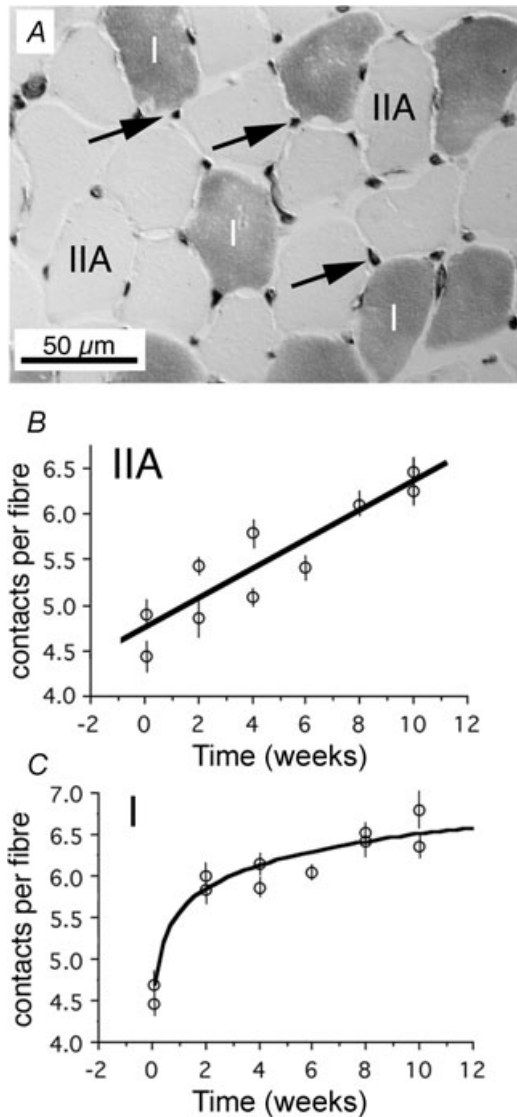 A
I
IIA
I
IIA
I
50 µm
B
IIA
contacts per fibre
6.5
6.0
5.5
5.0
4.5
4.0
-2 0 2 4 6 8 10 12
Time (weeks)
C
I
contacts per fibre
7.0
6.5
6.0
5.5
5.0
4.5
4.0
-2 0 2 4 6 8 10 12
Time (weeks)